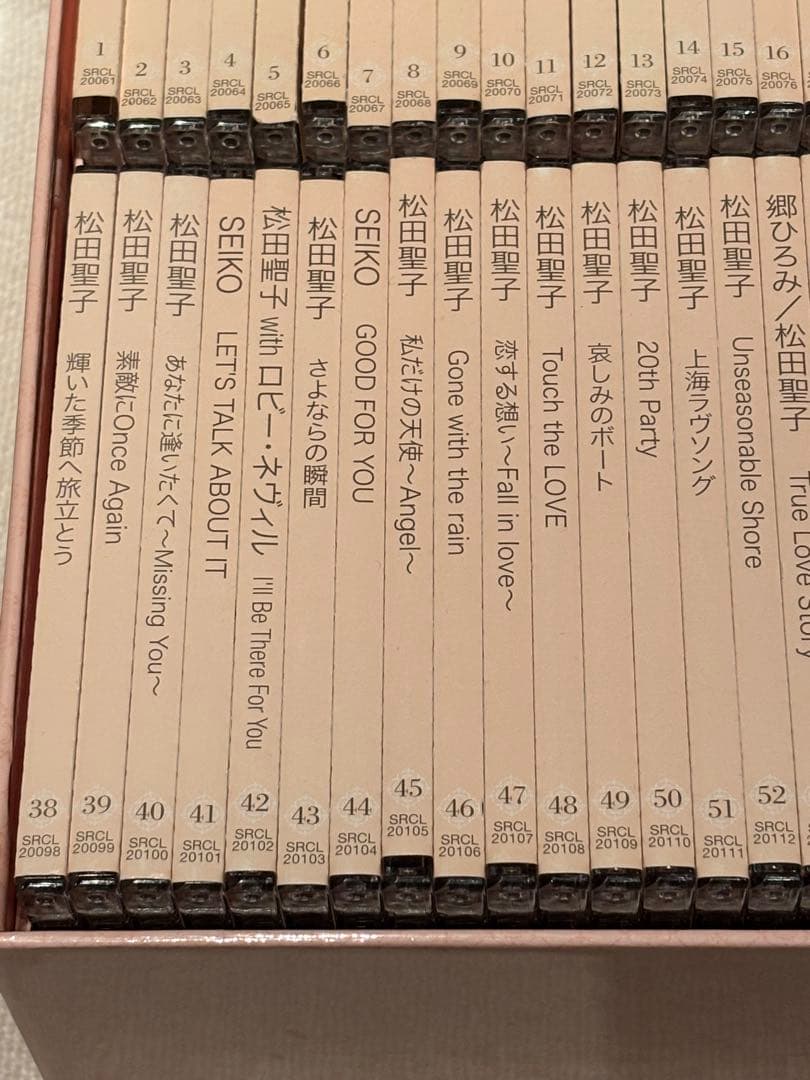 1
SRCL
20061
2
SRCL
20062
3
SRCL
20063
4
SRCL
20064
5
SRCL
20065
6
SRCL
20066
7
SRCL
20067
8
SRCL
20068
9
SRCL
20069
10
SRCL
20070
11
SRCL
20071
12
SRCL
20072
13
SRCL
20073
14
SRCL
20074
15
SRCL
20075
16
SRCL
20076
松田聖子 輝いた季節へ旅立とう
38
SRCL
20098
松田聖子 素敵にOnce Again
39
SRCL
20099
松田聖子 あなたに逢いたくて〜Missing You〜
40
SRCL
20100
SEIKO LET'S TALK ABOUT IT
41
SRCL
20101
松田聖子 with ロビー・ネヴィル I'll Be There For You
42
SRCL
20102
松田聖子 さよならの瞬間
43
SRCL
20103
SEIKO GOOD FOR YOU
44
SRCL
20104
松田聖子 私だけの天使〜Angel〜
45
SRCL
20105
松田聖子 Gone with the rain
46
SRCL
20106
松田聖子 恋する想い〜Fall in love〜
47
SRCL
20107
松田聖子 Touch the LOVE
48
SRCL
20108
松田聖子 哀しみのボート
49
SRCL
20109
松田聖子 20th Party
50
SRCL
20110
松田聖子 上海ラヴソング
51
SRCL
20111
松田聖子 Unseasonable Shore
52
SRCL
20112
郷ひろみ/松田聖子 True Love Story